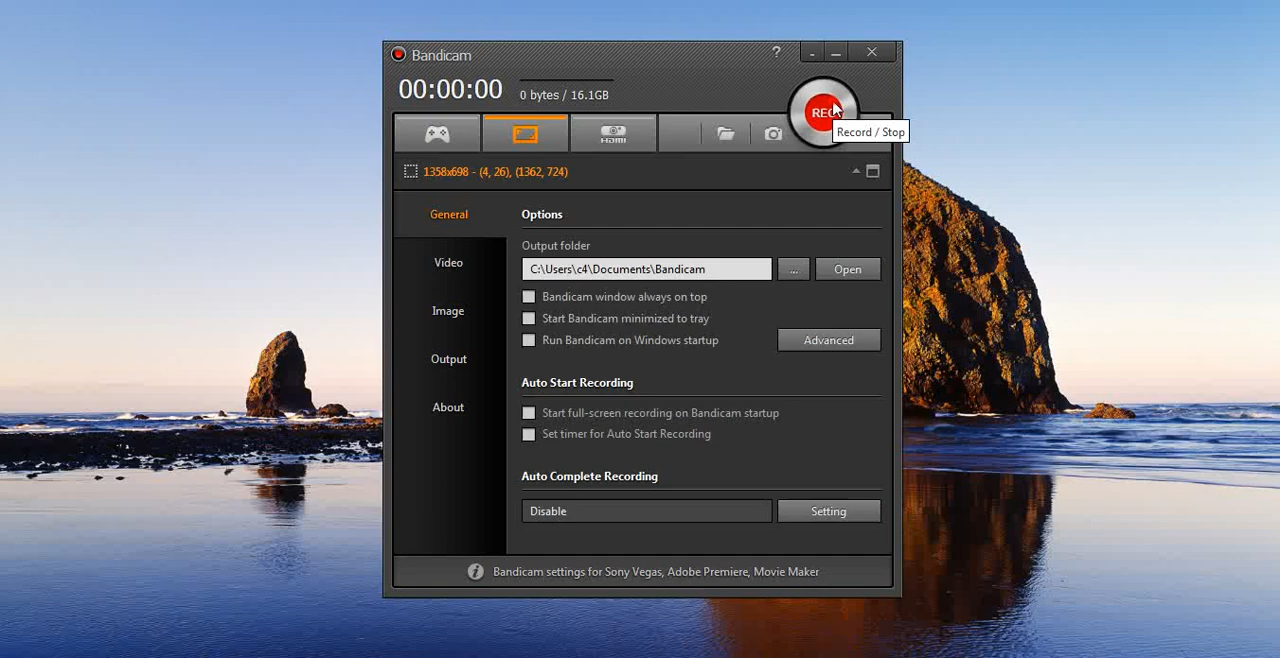 Bandicam
?
00:00:00
0 bytes / 16.1GB
REC
Record / Stop
HDMI
1358x698 - (4, 26), (1362, 724)
General
Video
Image
Output
About
Options
Output folder
C:\Users\c4\Documents\Bandicam
...
Open
Bandicam window always on top
Start Bandicam minimized to tray
Run Bandicam on Windows startup
Advanced
Auto Start Recording
Start full-screen recording on Bandicam startup
Set timer for Auto Start Recording
Auto Complete Recording
Disable
Setting
Bandicam settings for Sony Vegas, Adobe Premiere, Movie Maker